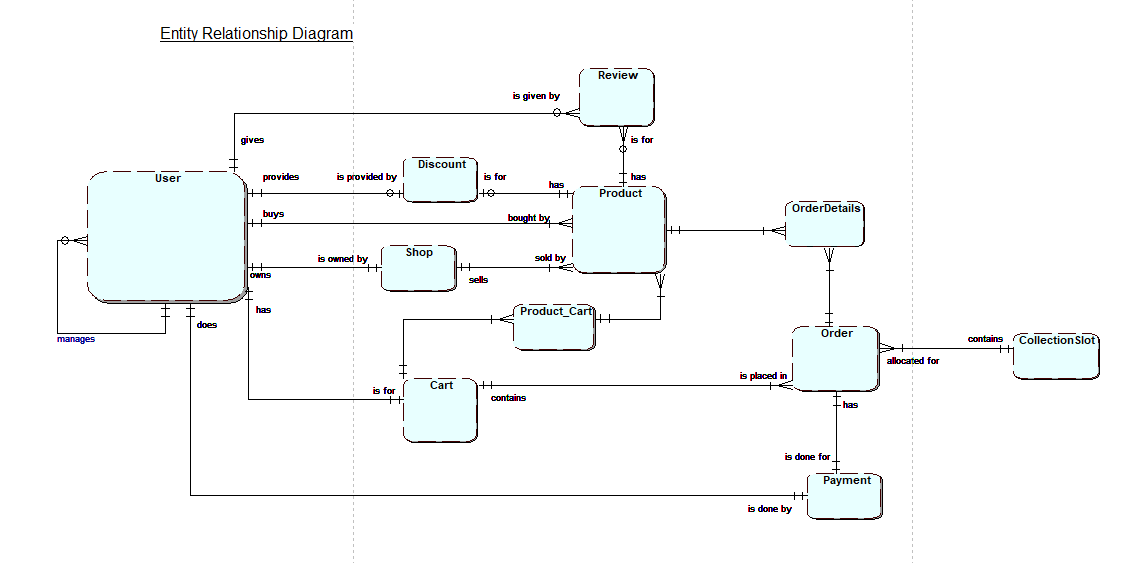 Entity Relationship Diagram
Review
is given by
gives
is for
Discount
User
provides
is provided by
is for
has
has
Product
buys
bought by
OrderDetails
Shop
is owned by
sold by
owns
sells
has
Product_Cart
does
manages
Order
contains
CollectionSlot
allocated for
Cart
is placed in
is for
contains
has
is done for
Payment
is done by